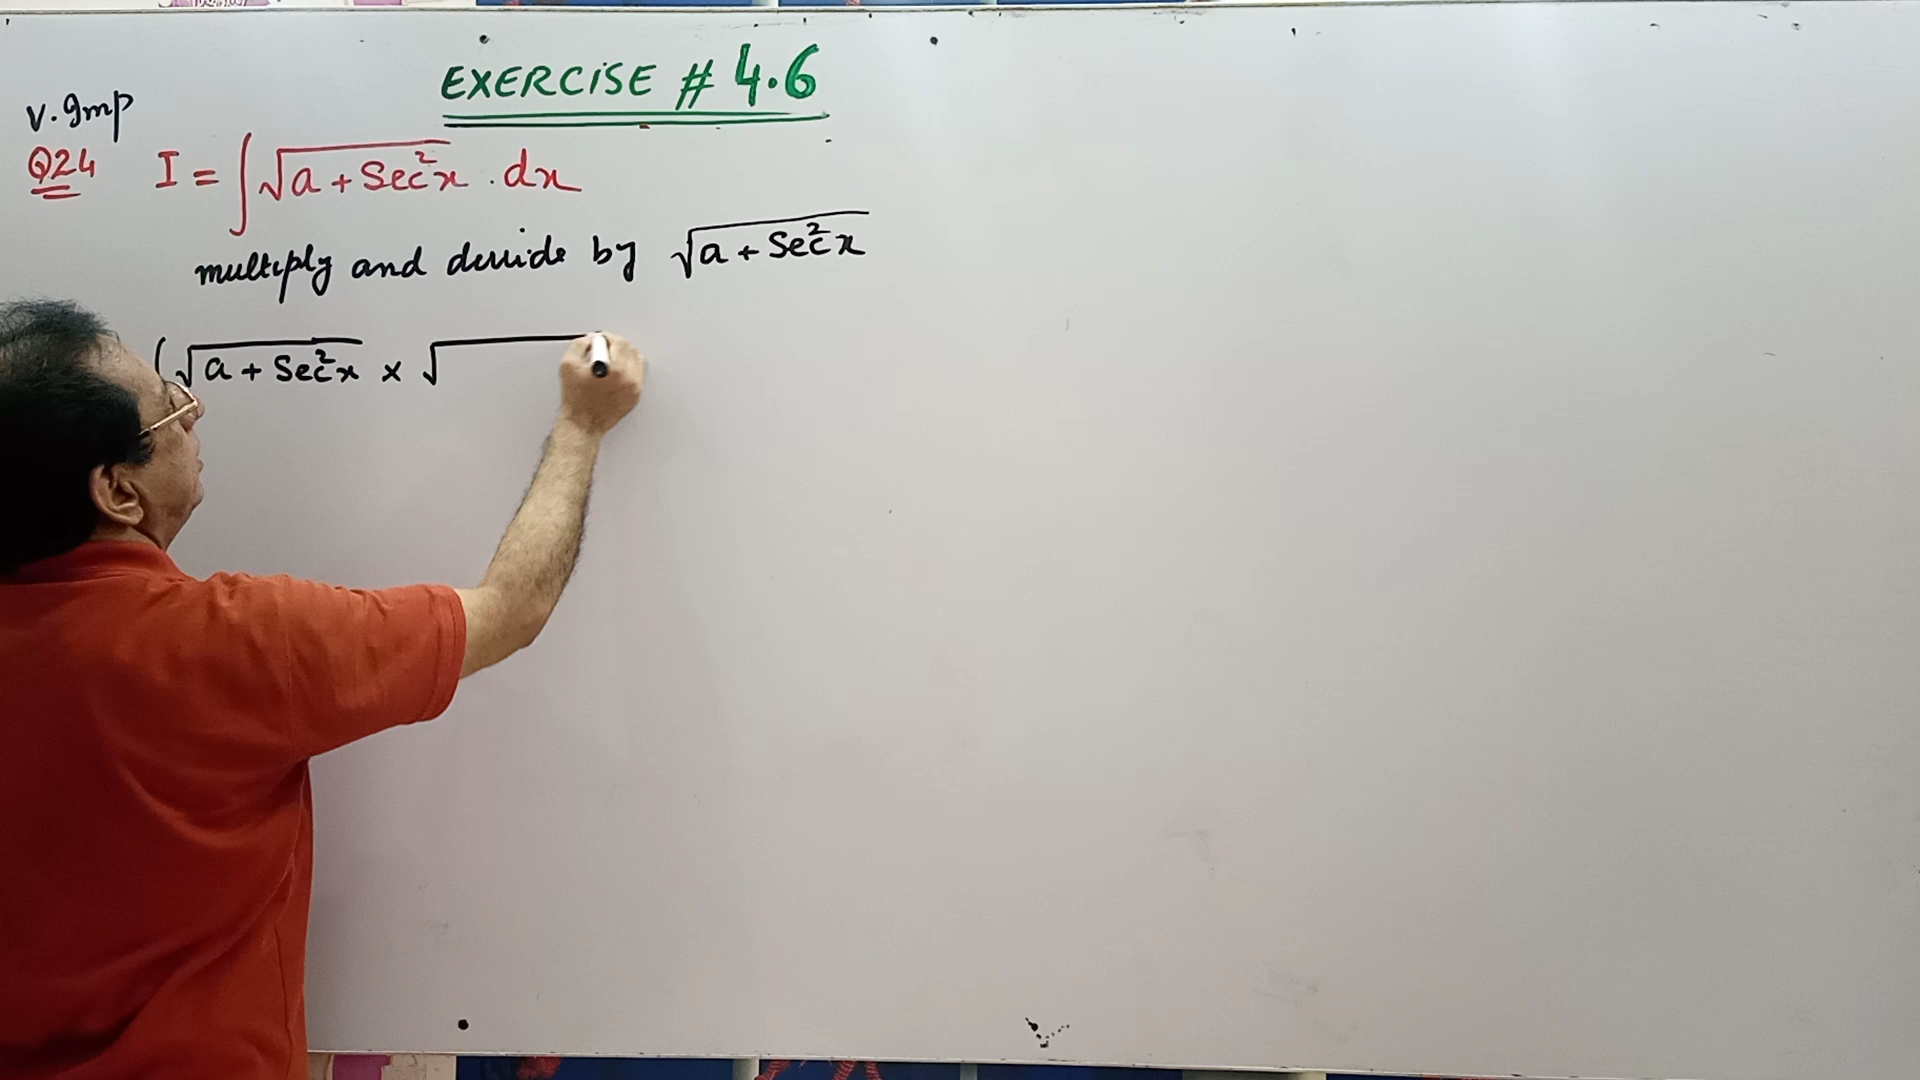 EXERCISE # 4.6
V. Imp
Q24 I = ∫√(a + Sec²x) . dx
multiply and divide by √(a + Sec²x)
∫√(a + Sec²x) × √